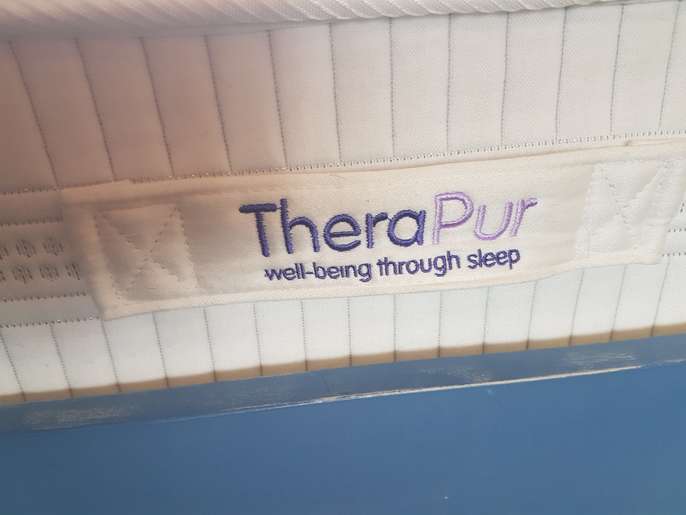 TheraPur
well-being through sleep